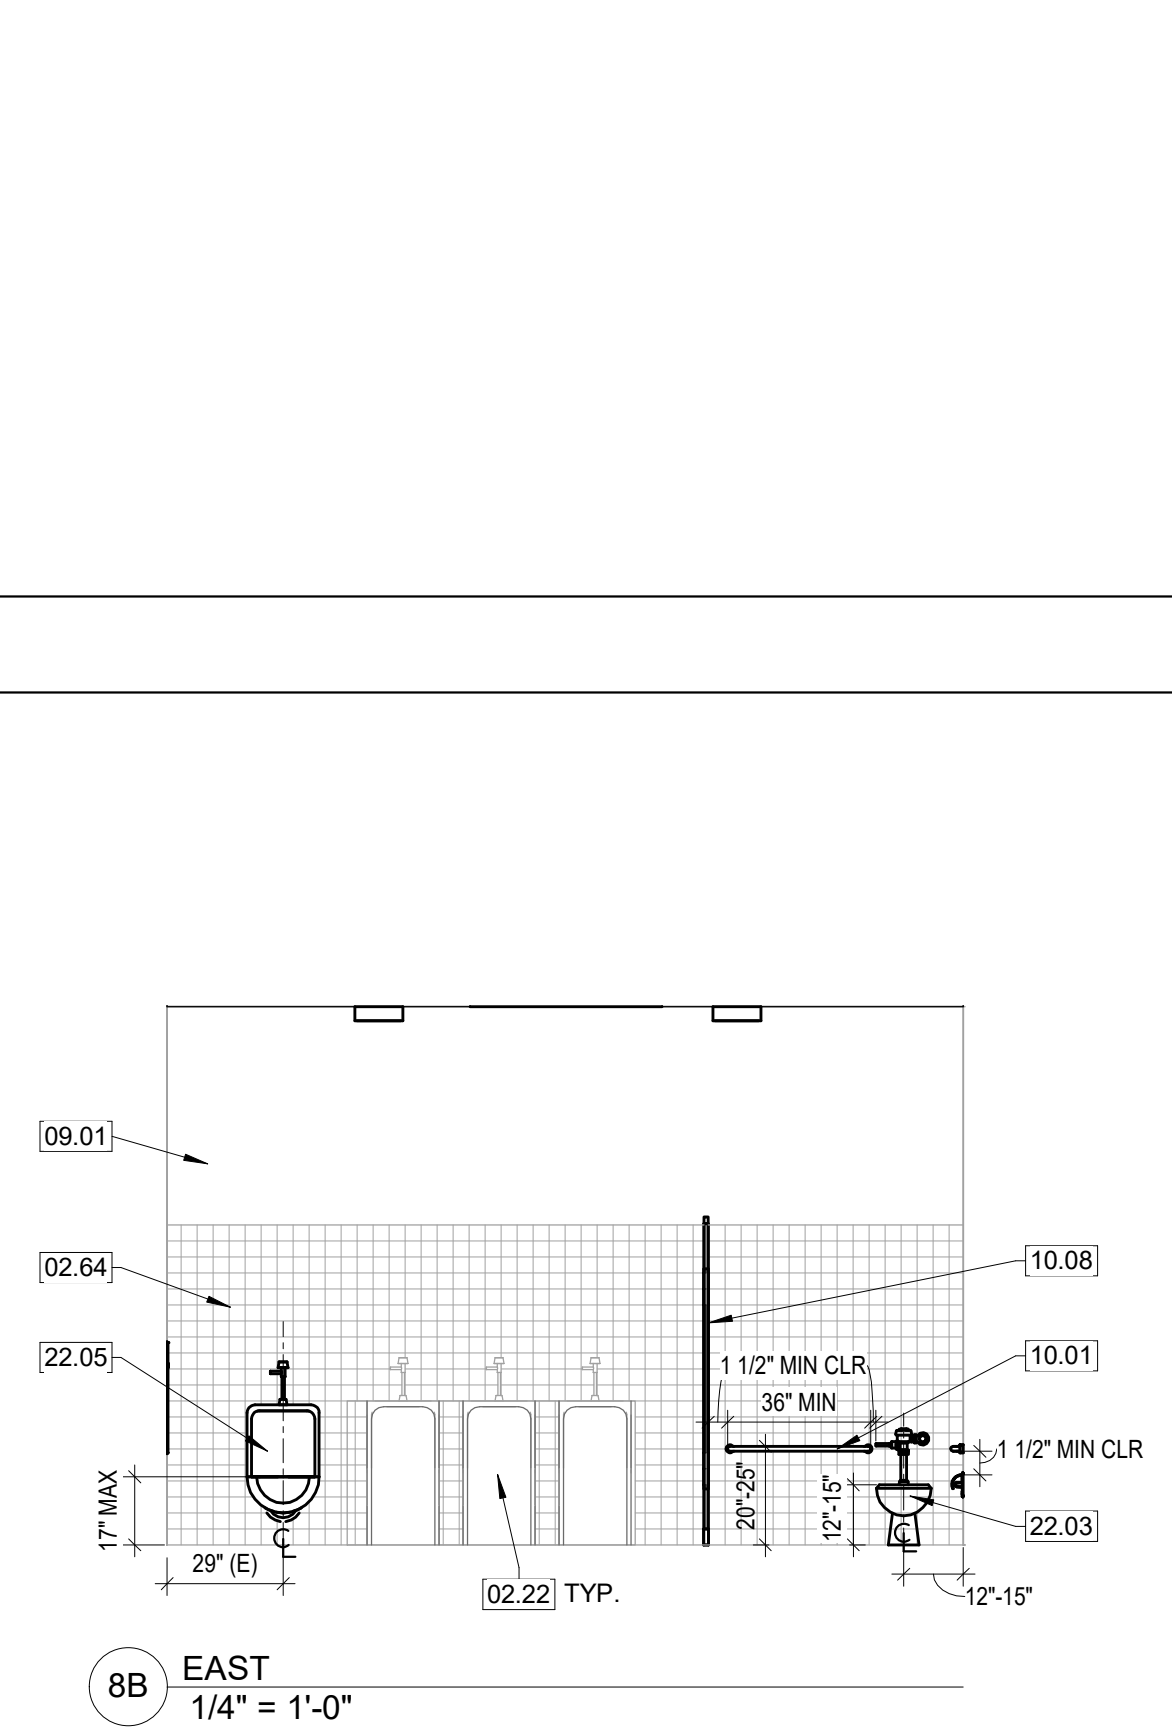 09.01
02.64
10.08
22.05
10.01
1 1/2" MIN CLR
36" MIN
1 1/2" MIN CLR
17" MAX
20"-25"
12"-15"
22.03
CL
CL
29" (E)
02.22 TYP.
12"-15"
8B
EAST
1/4" = 1'-0"